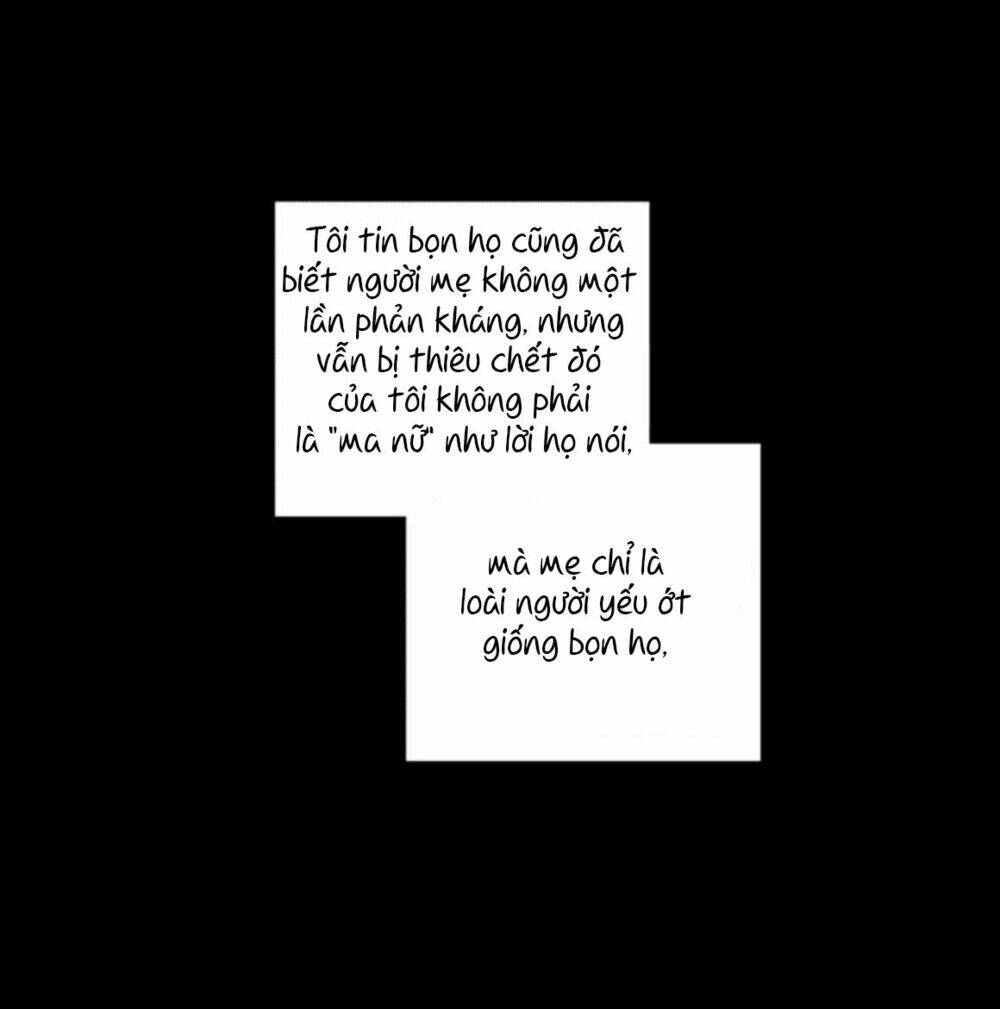 Tôi tin bọn họ cũng đã
biết người mẹ không một
lần phản kháng, nhưng
vẫn bị thiêu chết đó
của tôi không phải
là "ma nữ" như lời họ nói,
mà mẹ chỉ là
loài người yếu ớt
giống bọn họ,